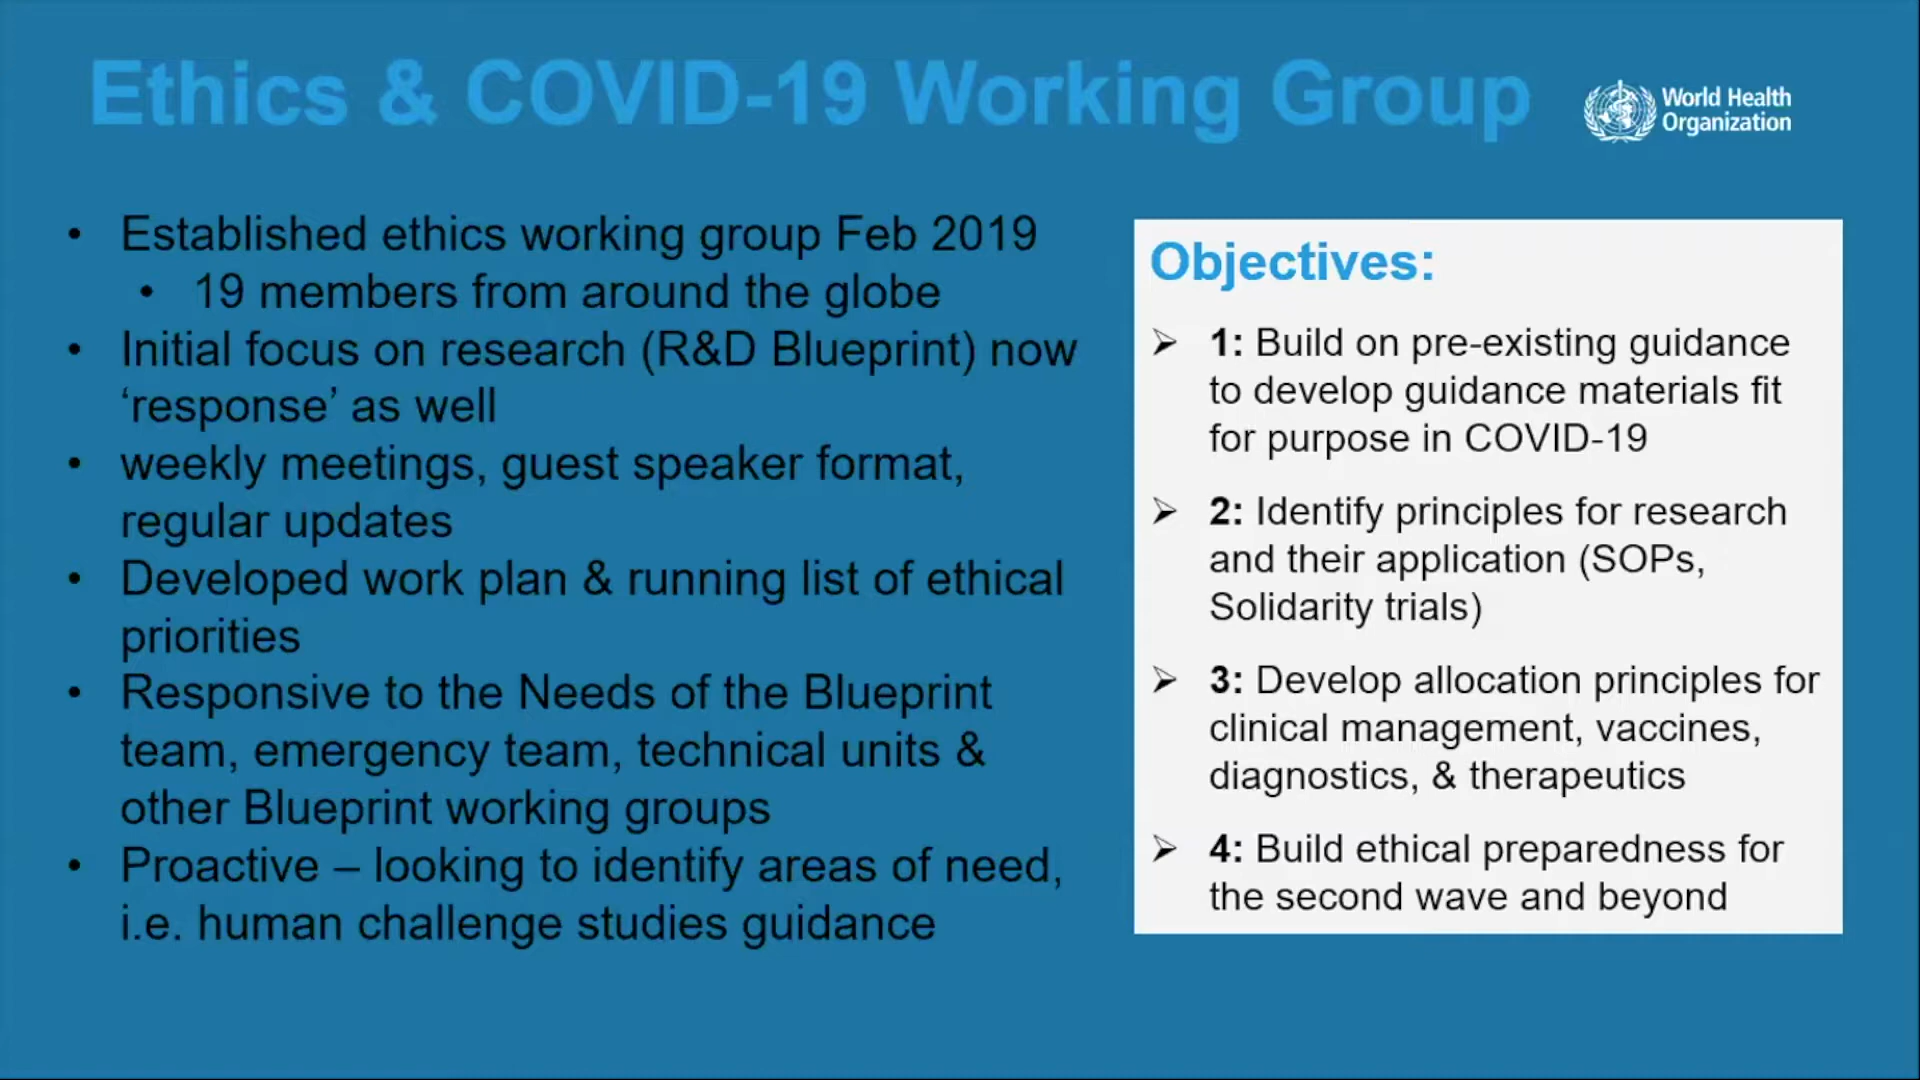 Ethics & COVID-19 Working Group
World Health
Organization
• Established ethics working group Feb 2019
• 19 members from around the globe
• Initial focus on research (R&D Blueprint) now
‘response’ as well
• weekly meetings, guest speaker format,
regular updates
• Developed work plan & running list of ethical
priorities
• Responsive to the Needs of the Blueprint
team, emergency team, technical units &
other Blueprint working groups
• Proactive – looking to identify areas of need,
i.e. human challenge studies guidance
Objectives:
➢ 1: Build on pre-existing guidance
to develop guidance materials fit
for purpose in COVID-19
➢ 2: Identify principles for research
and their application (SOPs,
Solidarity trials)
➢ 3: Develop allocation principles for
clinical management, vaccines,
diagnostics, & therapeutics
➢ 4: Build ethical preparedness for
the second wave and beyond